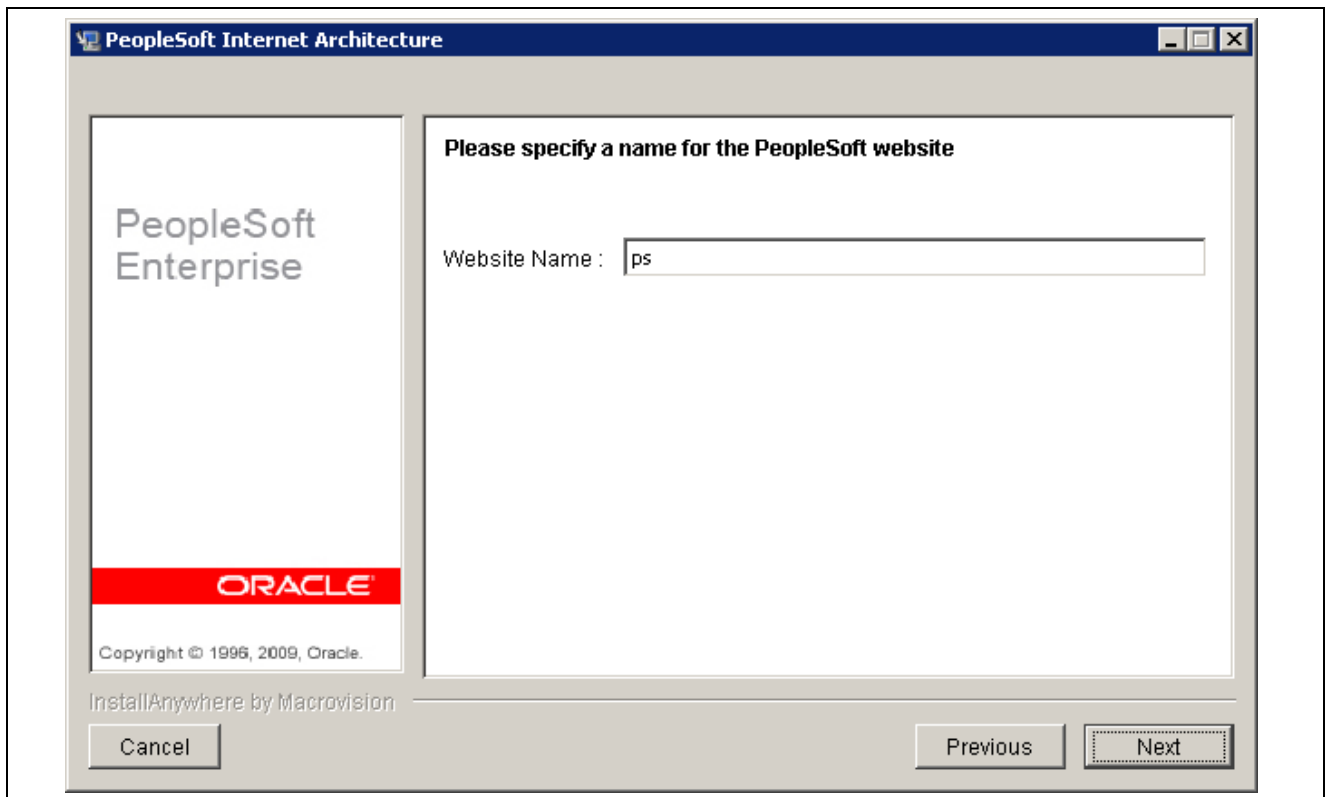 PeopleSoft Internet Architecture
Please specify a name for the PeopleSoft website
PeopleSoft
Enterprise
Website Name : ps
ORACLE
Copyright © 1996, 2009, Oracle.
InstallAnywhere by Macrovision
Cancel
Previous
Next